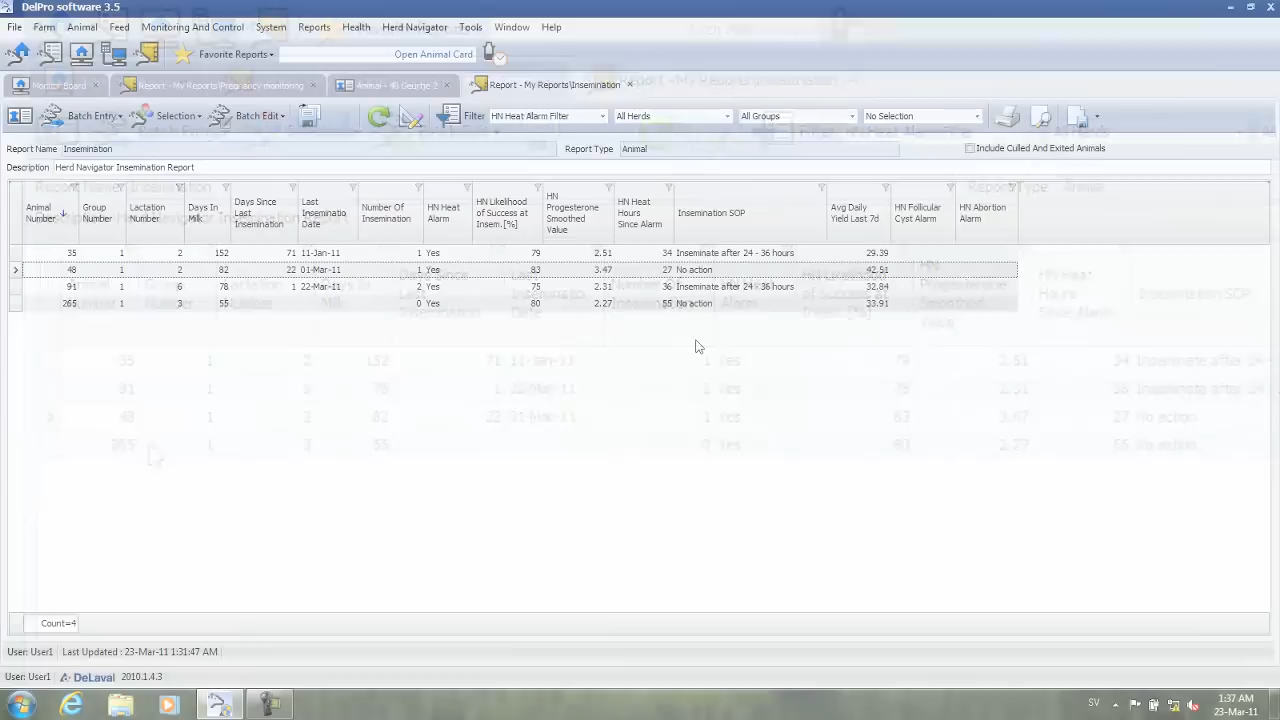 DelPro software 3.5
File Farm Animal Feed Monitoring And Control System Reports Health Herd Navigator Tools Window Help
Favorite Reports Open Animal Card
Monitor Board Report - My Reports\Pregnancy monitoring Animal - 48 Geurtje 2 Report - My Reports\Insemination
Batch Entry Selection Batch Edit Filter HN Heat Alarm Filter All Herds All Groups No Selection
Report Name Insemination Report Type Animal Include Culled And Exited Animals
Description Herd Navigator Insemination Report
Animal Number Group Number Lactation Number Days In Milk Days Since Last Insemination Last Inseminatio Date Number Of Insemination HN Heat Alarm HN Likelihood of Success at Insem.[%] HN Progesterone Smoothed Value HN Heat Hours Since Alarm Insemination SOP Avg Daily Yield Last 7d HN Follicular Cyst Alarm HN Abortion Alarm
35 1 2 152 71 11-Jan-11 1 Yes 79 2.51 34 Inseminate after 24 - 36 hours 29.39
48 1 2 82 22 01-Mar-11 1 Yes 83 3.47 27 No action 42.51
91 1 6 78 1 22-Mar-11 2 Yes 75 2.31 36 Inseminate after 24 - 36 hours 32.84
265 1 3 55 0 Yes 80 2.27 55 No action 33.91
Count=4
User: User1 Last Updated : 23-Mar-11 1:31:47 AM
User: User1 DeLaval 2010.1.4.3
SV 1:37 AM
23-Mar-11